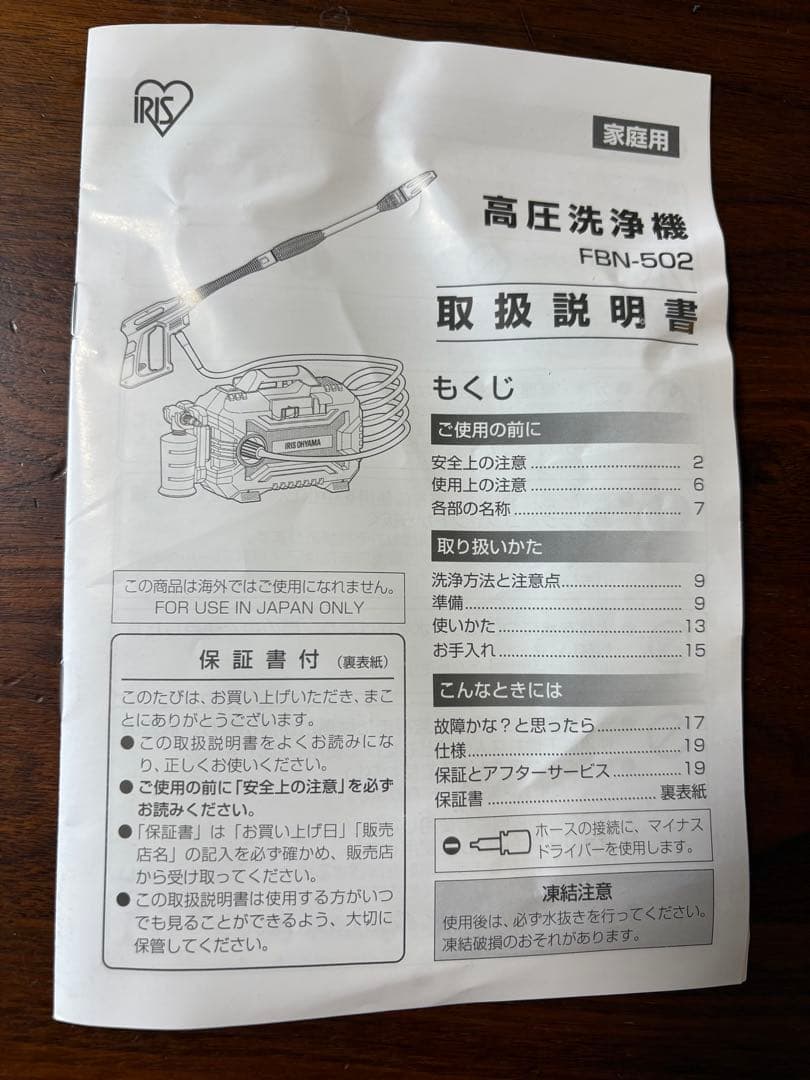 IRIS
家庭用
高圧洗浄機
FBN-502
取扱説明書
IRIS OHYAMA
この商品は海外ではご使用になれません。
FOR USE IN JAPAN ONLY
保証書付（裏表紙）
このたびは、お買い上げいただき、まこ
とにありがとうございます。
● この取扱説明書をよくお読みにな
り、正しくお使いください。
● ご使用の前に「安全上の注意」を必ず
お読みください。
● 「保証書」は「お買い上げ日」「販売
店名」の記入を必ず確かめ、販売店
から受け取ってください。
● この取扱説明書は使用する方がいつ
でも見ることができるよう、大切に
保管してください。
もくじ
ご使用の前に
安全上の注意 2
使用上の注意 6
各部の名称 7
取り扱いかた
洗浄方法と注意点 9
準備 9
使いかた 13
お手入れ 15
こんなときには
故障かな？と思ったら 17
仕様 19
保証とアフターサービス 19
保証書 裏表紙
ホースの接続に、マイナス
ドライバーを使用します。
凍結注意
使用後は、必ず水抜きを行ってください。
凍結破損のおそれがあります。